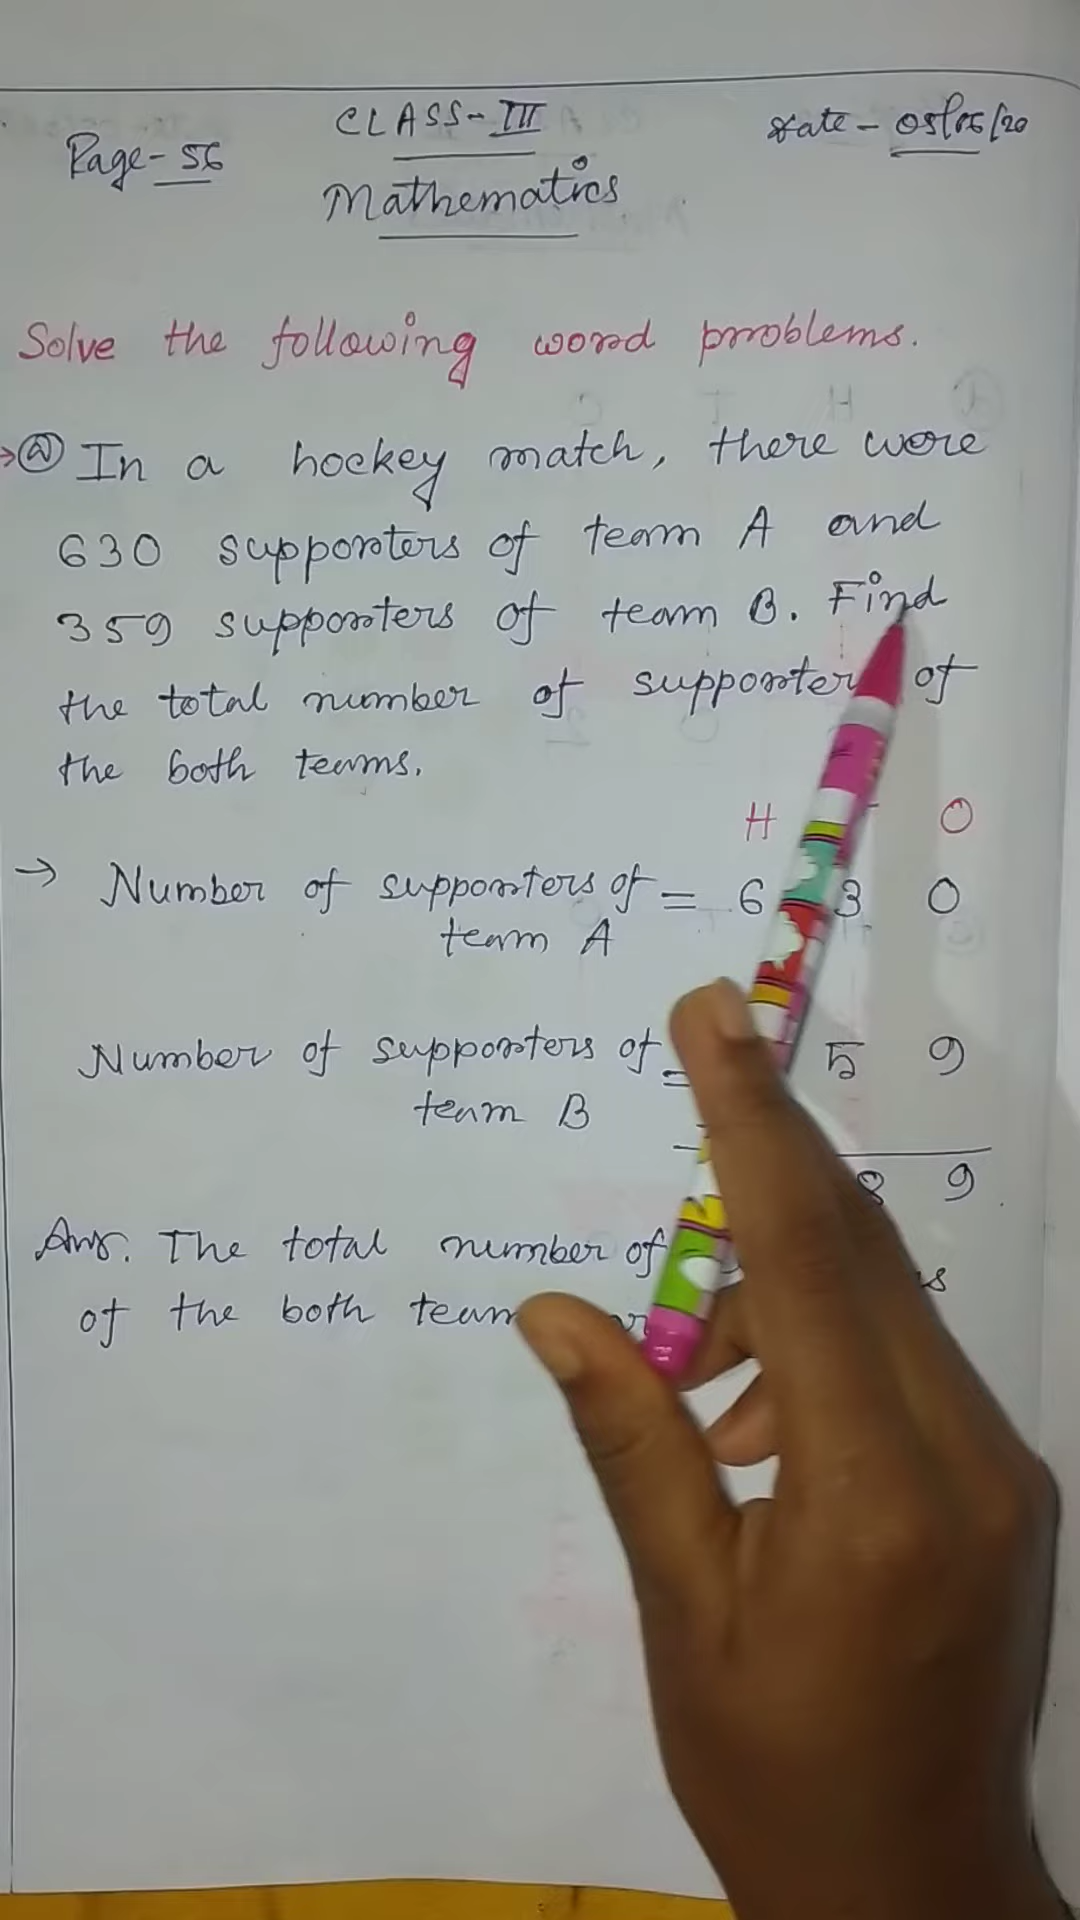 CLASS-III
Page-56
Date-05/06/20
Mathematics
Solve the following word problems.
→ⓐ In a hockey match, there were
630 supporters of team A and
359 supporters of team B. Find
the total number of supporter of
the both teams.
H O
→ Number of supporters of = 6 3 0
team A
Number of supporters of = 5 9
team B
8 9
Ans. The total number of
of the both team